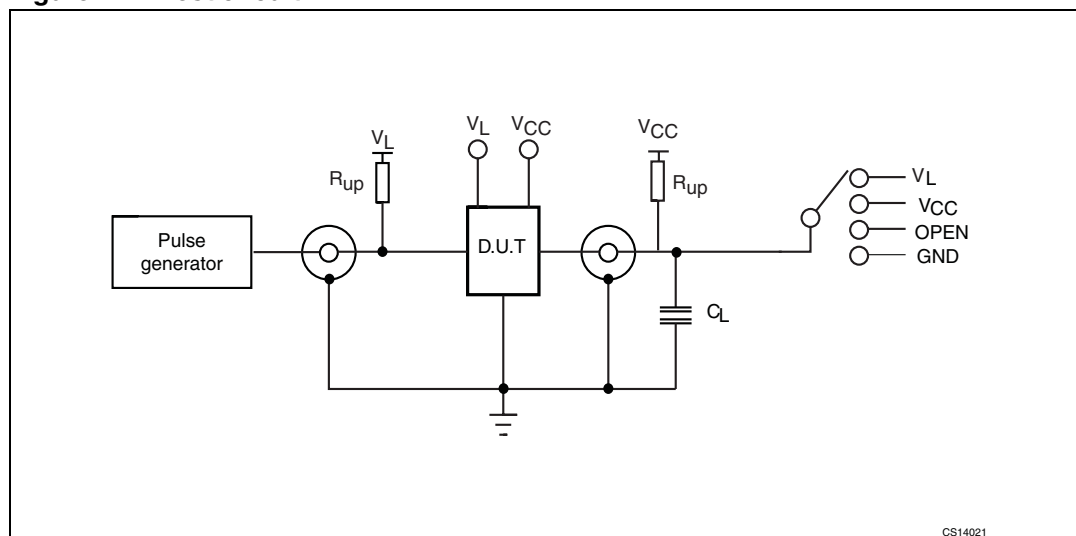 V_L
R_up
V_L
V_CC
V_CC
R_up
V_L
V_CC
OPEN
GND
Pulse
generator
D.U.T
C_L
CS14021